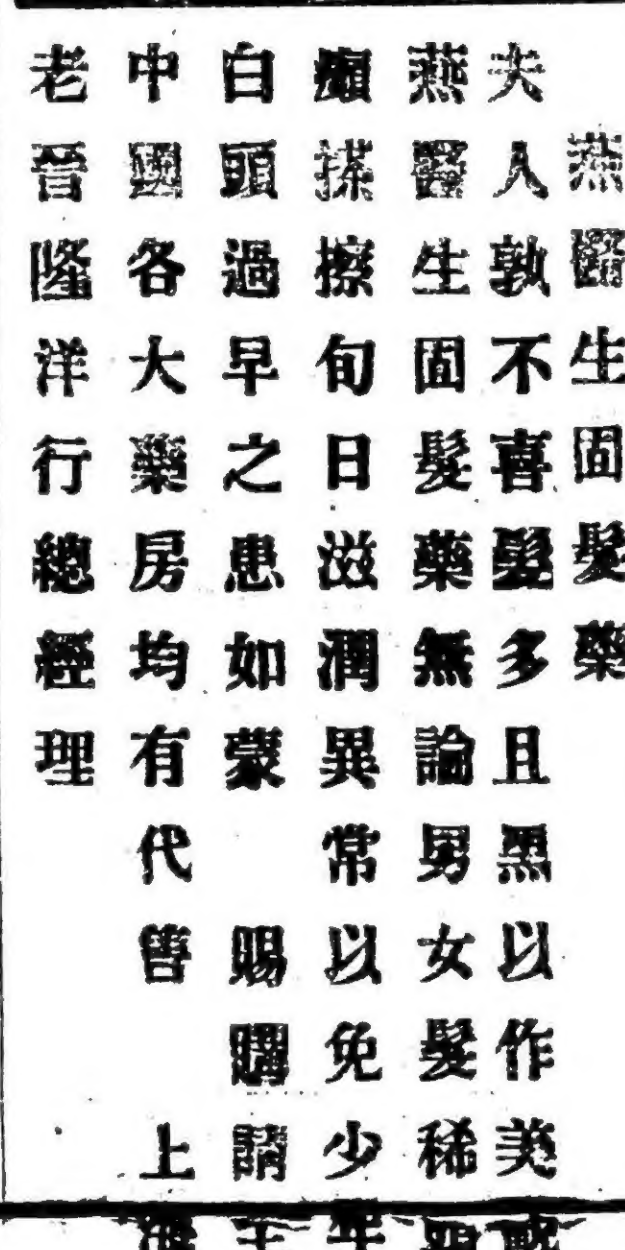 燕醫生固髮藥
夫人孰不喜髮多且黑以作美
燕醫生固髮藥無論男女髮稀
癩搽擦旬日滋潤異常以免少
白頭過早之患如蒙 賜購請
中國各大藥房均有代售 上
老晉隆洋行總經理